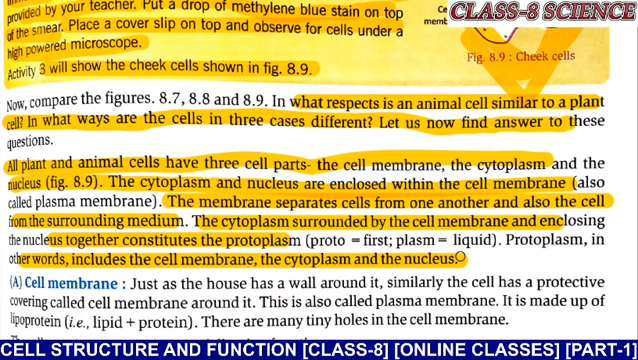 provided by your teacher. Put a drop of methylene blue stain on top
of the smear. Place a cover slip on top and observe for cells under a
high powered microscope.
Activity 3 will show the cheek cells shown in fig. 8.9.
Ce
memb
CLASS-8 SCIENCE
Fig. 8.9 : Cheek cells
Now, compare the figures. 8.7, 8.8 and 8.9. In what respects is an animal cell similar to a plant
cell? In what ways are the cells in three cases different? Let us now find answer to these
questions.
All plant and animal cells have three cell parts- the cell membrane, the cytoplasm and the
nucleus (fig. 8.9). The cytoplasm and nucleus are enclosed within the cell membrane (also
called plasma membrane). The membrane separates cells from one another and also the cell
from the surrounding medium. The cytoplasm surrounded by the cell membrane and enclosing
the nucleus together constitutes the protoplasm (proto = first; plasm = liquid). Protoplasm, in
other words, includes the cell membrane, the cytoplasm and the nucleus.
(A) Cell membrane : Just as the house has a wall around it, similarly the cell has a protective
covering called cell membrane around it. This is also called plasma membrane. It is made up of
lipoprotein (i.e., lipid + protein). There are many tiny holes in the cell membrane.
CELL STRUCTURE AND FUNCTION [CLASS-8] [ONLINE CLASSES] [PART-1]